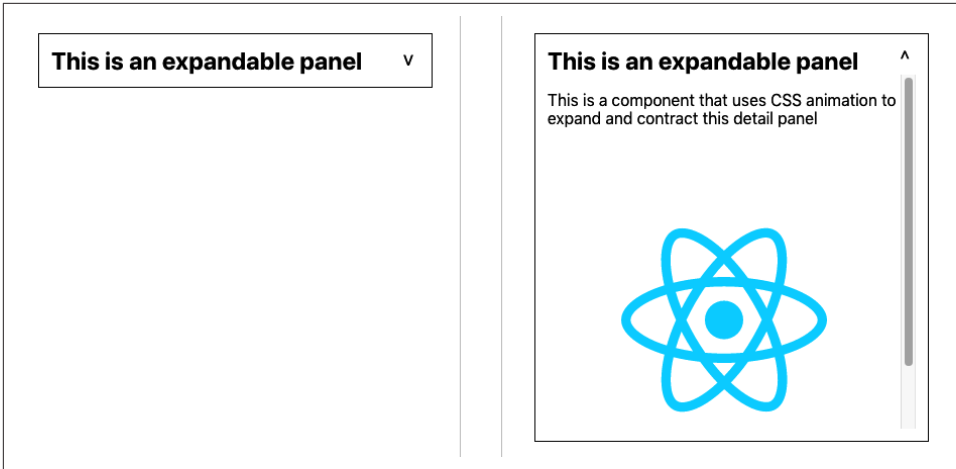 This is an expandable panel v
This is an expandable panel ^
This is a component that uses CSS animation to
expand and contract this detail panel